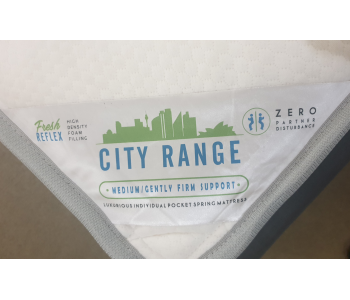 Fresh
REFLEX
HIGH
DENSITY
FOAM
FILLING
ZERO
PARTNER
DISTURBANCE
CITY RANGE
• MEDIUM/GENTLY FIRM SUPPORT •
LUXURIOUS INDIVIDUAL POCKET SPRING MATTRESS